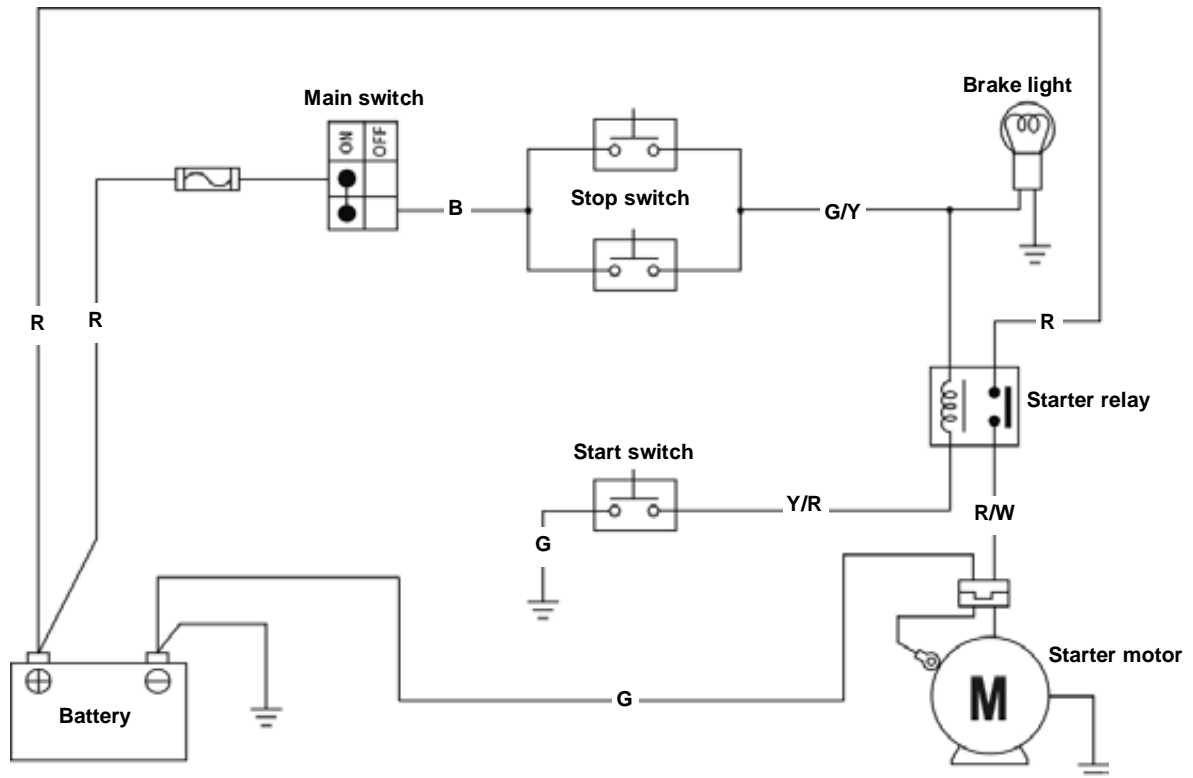 Main switch
Brake light
ON
OFF
Stop switch
B
G/Y
R
R
R
Starter relay
Start switch
Y/R
R/W
G
Starter motor
Battery
G
M